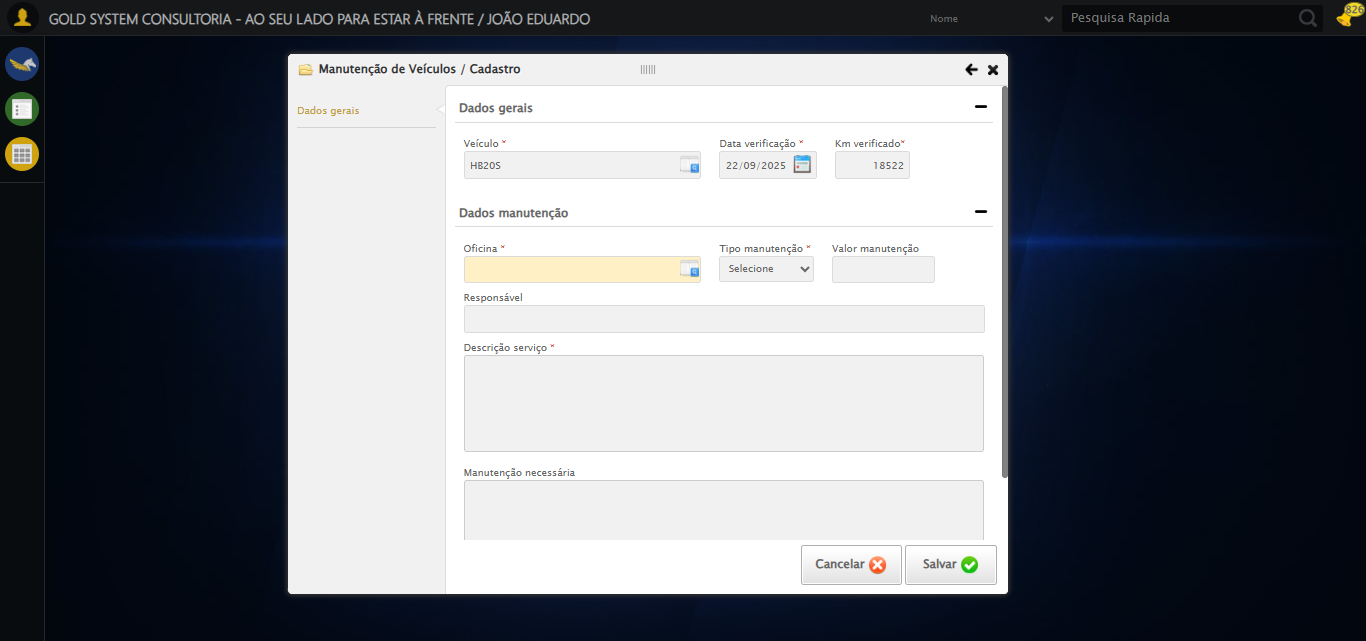 GOLD SYSTEM CONSULTORIA - AO SEU LADO PARA ESTAR À FRENTE / JOÃO EDUARDO
Nome
Pesquisa Rapida
826
Manutenção de Veículos / Cadastro
Dados gerais
Dados gerais
Veículo * Data verificação * Km verificado*
HB20S 22/09/2025 18522
Dados manutenção
Oficina * Tipo manutenção * Valor manutenção
Selecione
Responsável
Descrição serviço *
Manutenção necessária
Cancelar Salvar